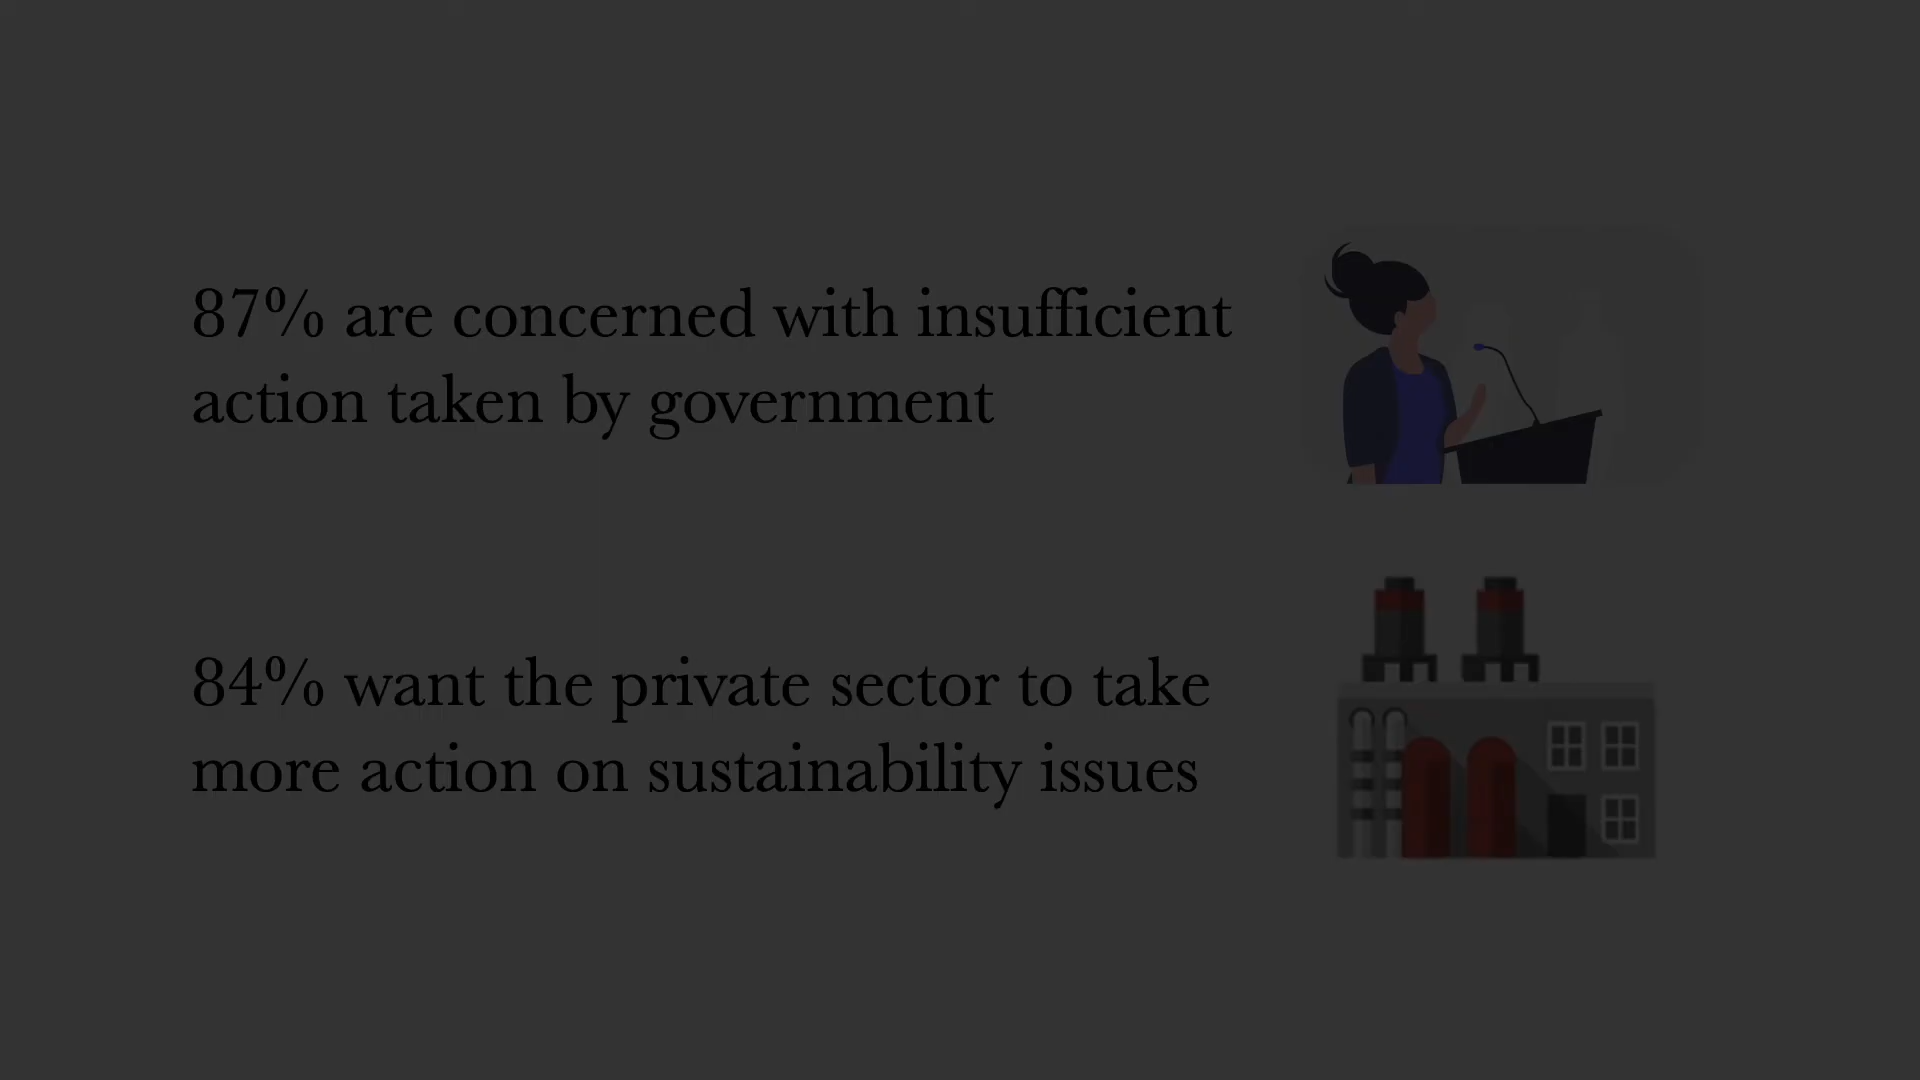 87% are concerned with insufficient
action taken by government
84% want the private sector to take
more action on sustainability issues